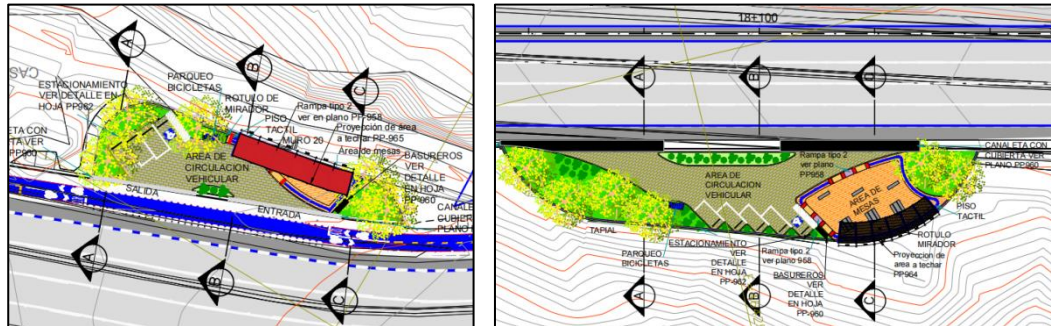 A
B
C
CAS
ESTACIONAMIENTO
VER DETALLE EN
HOJA PP962
PARQUEO
BICICLETAS
ROTULO DE
MIRADOR
PISO
TACTIL
MURO 20
Rampa tipo 2
ver en plano PP-958
Proyección de área
a techar PP-965
Área de mesas
BASUREROS
VER
DETALLE
EN HOJA
PP-960
ETA CON
TA VER
PP960
AREA DE
CIRCULACION
VEHICULAR
SALIDA
ENTRADA
CANALE
CUBIER
PLANO
A
B
C
18+100
A
B
C
CANALETA CON
CUBIERTA VER
PLANO PP960
Rampa tipo 2
ver plano
PP958
AREA DE
CIRCULACION
VEHICULAR
AREA DE
MESAS
PISO
TACTIL
TAPIAL
ROTULO
MIRADOR
PARQUEO
BICICLETAS
ESTACIONAMIENTO
VER
DETALLE
EN HOJA
PP-962
Rampa tipo 2
ver plano 958
BASUREROS
VER
DETALLE
EN HOJA
PP-960
Proyección de
area a techar
PP964
A
B
C